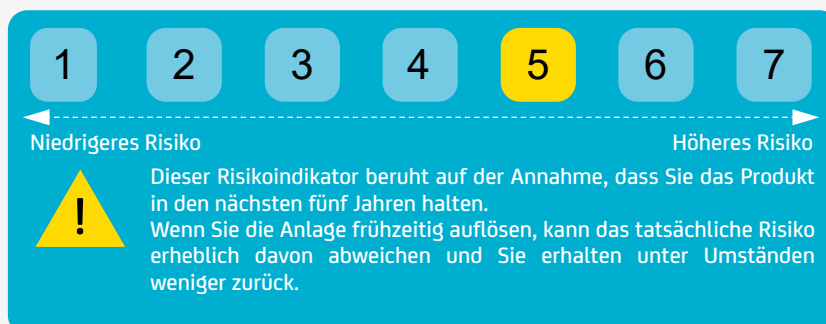 1 2 3 4 5 6 7
Niedrigeres Risiko Höheres Risiko
Dieser Risikoindikator beruht auf der Annahme, dass Sie das Produkt
in den nächsten fünf Jahren halten.
Wenn Sie die Anlage frühzeitig auflösen, kann das tatsächliche Risiko
erheblich davon abweichen und Sie erhalten unter Umständen
weniger zurück.
!